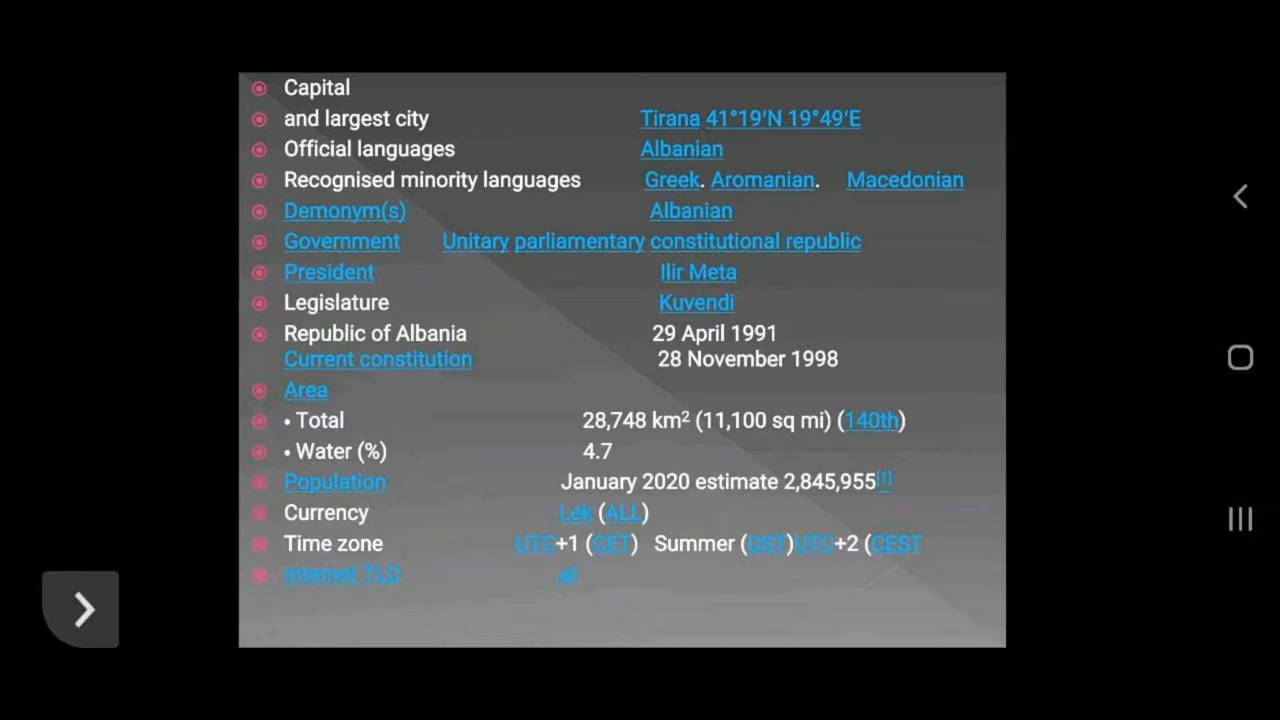 Capital
and largest city Tirana 41°19′N 19°49′E
Official languages Albanian
Recognised minority languages Greek. Aromanian. Macedonian
Demonym(s) Albanian
Government Unitary parliamentary constitutional republic
President Ilir Meta
Legislature Kuvendi
Republic of Albania 29 April 1991
Current constitution 28 November 1998
Area
• Total 28,748 km² (11,100 sq mi) (140th)
• Water (%) 4.7
Population January 2020 estimate 2,845,955[1]
Currency Lek (ALL)
Time zone UTC+1 (CET) Summer (DST)UTC+2 (CEST
Internet TLD .al